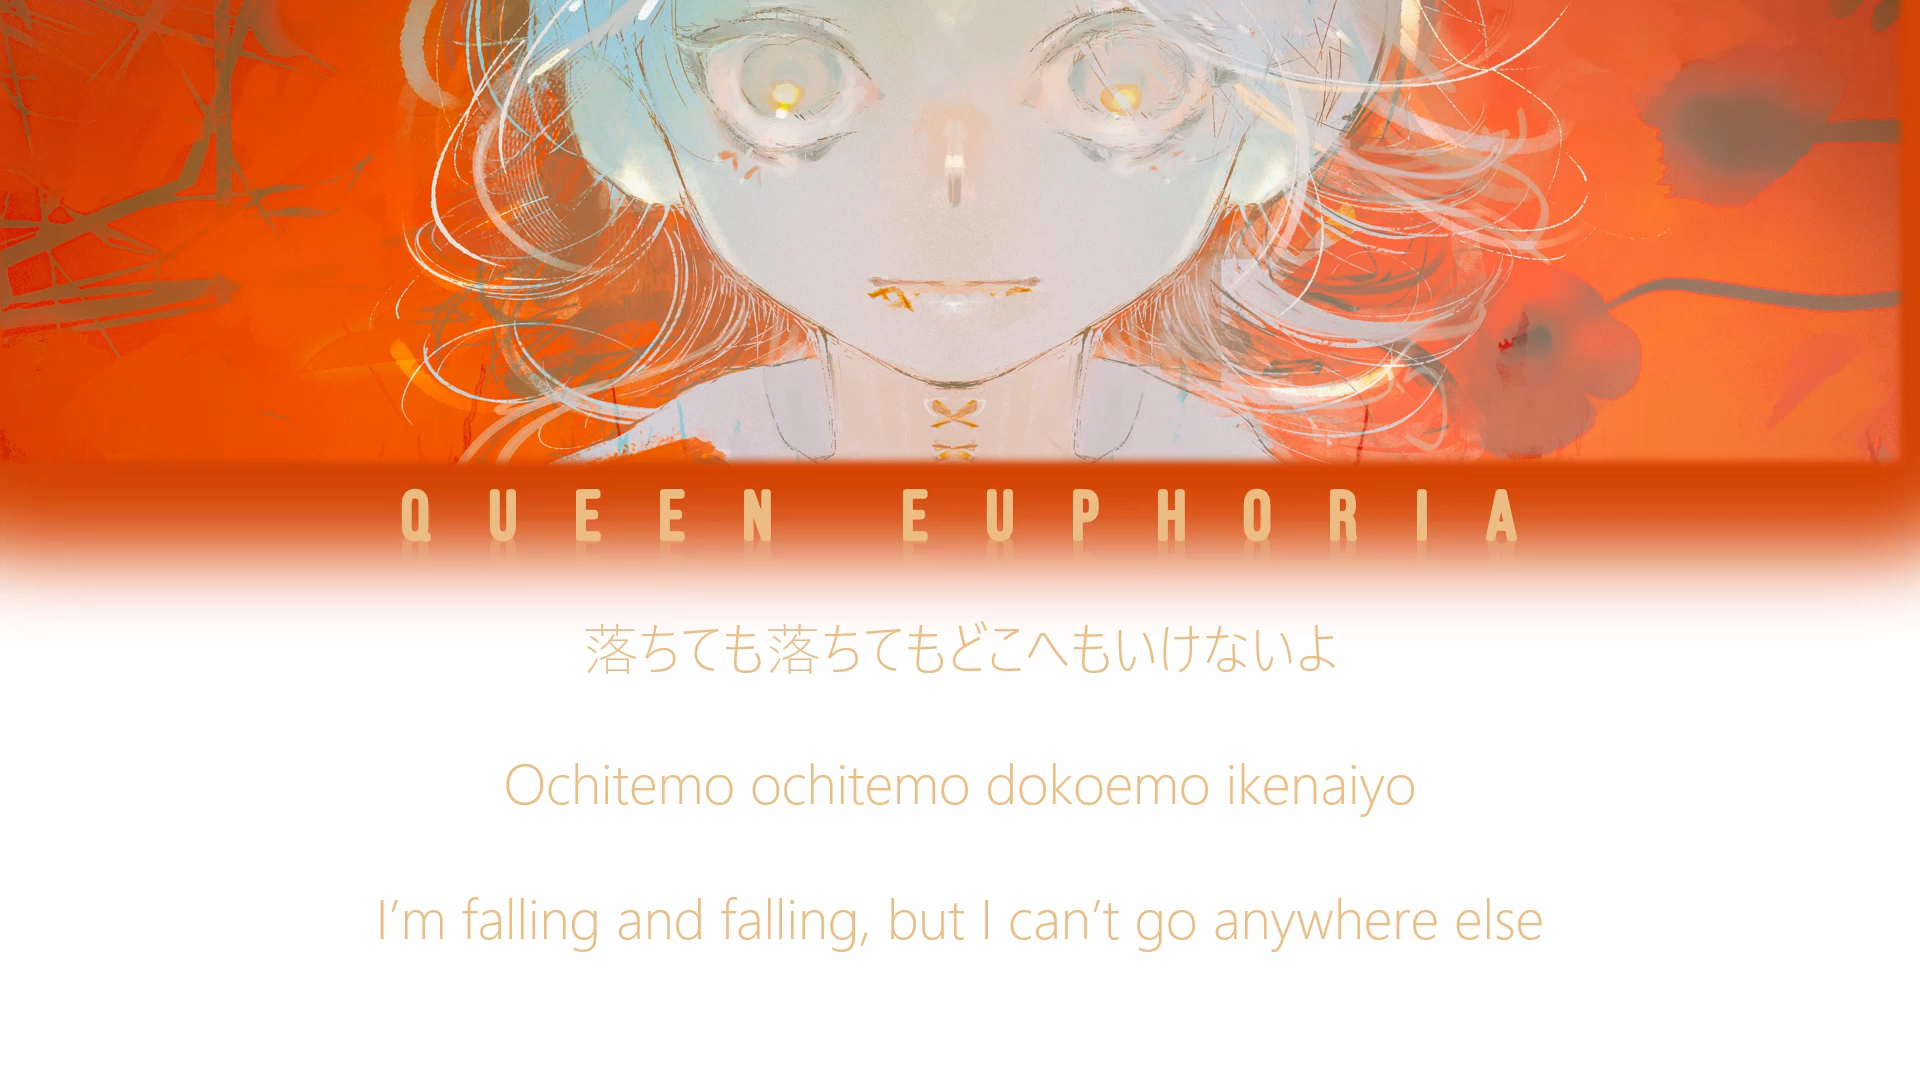 QUEEN EUPHORIA
落ちても落ちてもどこへもいけないよ
Ochitemo ochitemo dokoemo ikenaiyo
I’m falling and falling, but I can’t go anywhere else